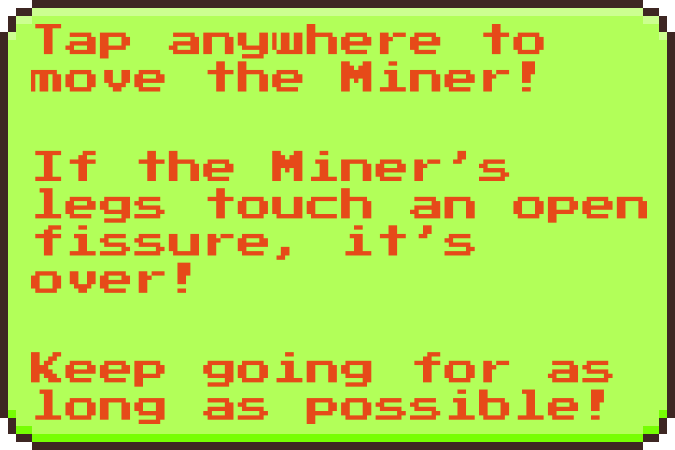 Tap anywhere to
move the Miner!
If the Miner's
legs touch an open
fissure, it's
over!
Keep going for as
long as possible!